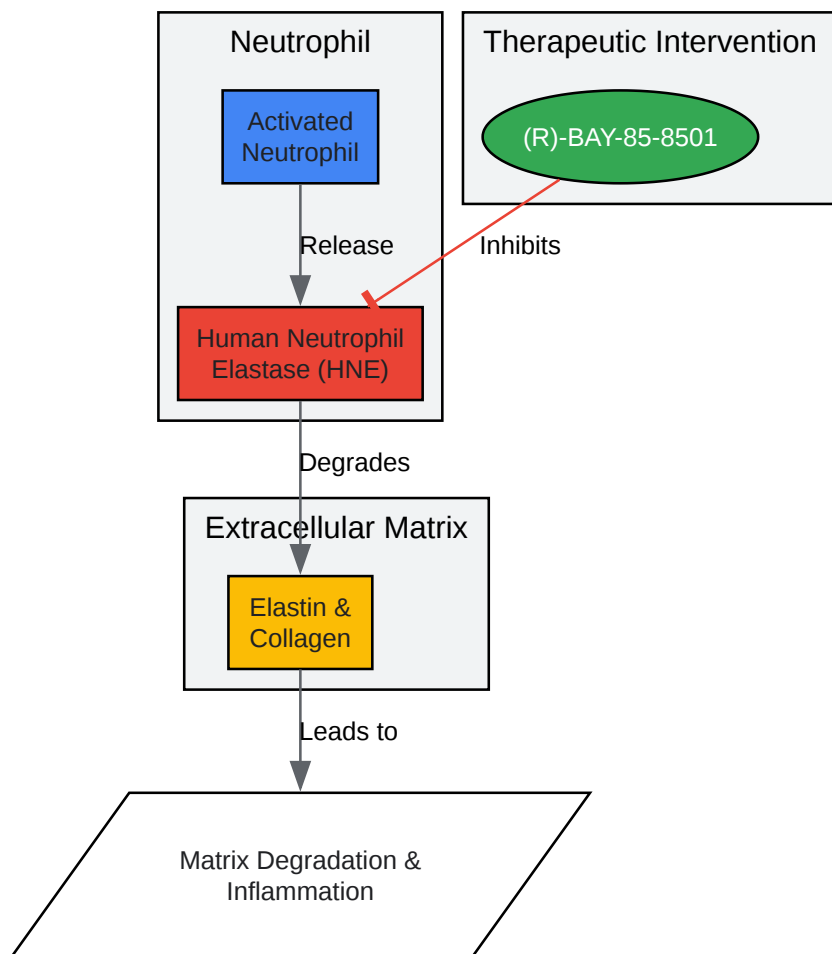 Neutrophil
Therapeutic Intervention
Activated
Neutrophil
(R)-BAY-85-8501
Release
Inhibits
Human Neutrophil
Elastase (HNE)
Degrades
Extracellular Matrix
Elastin &
Collagen
Leads to
Matrix Degradation &
Inflammation